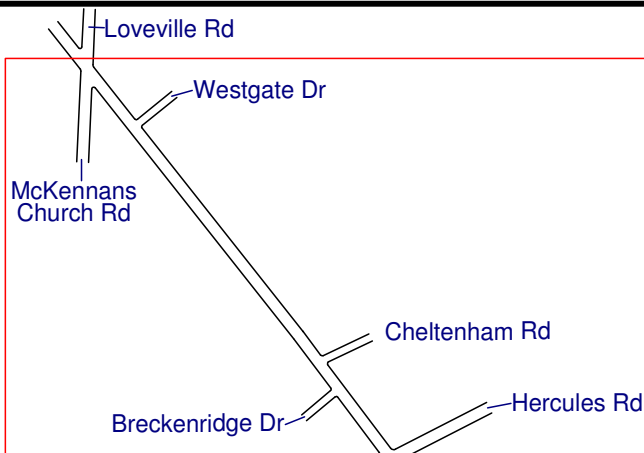 Loveville Rd
Westgate Dr
McKennans
Church Rd
Cheltenham Rd
Hercules Rd
Breckenridge Dr